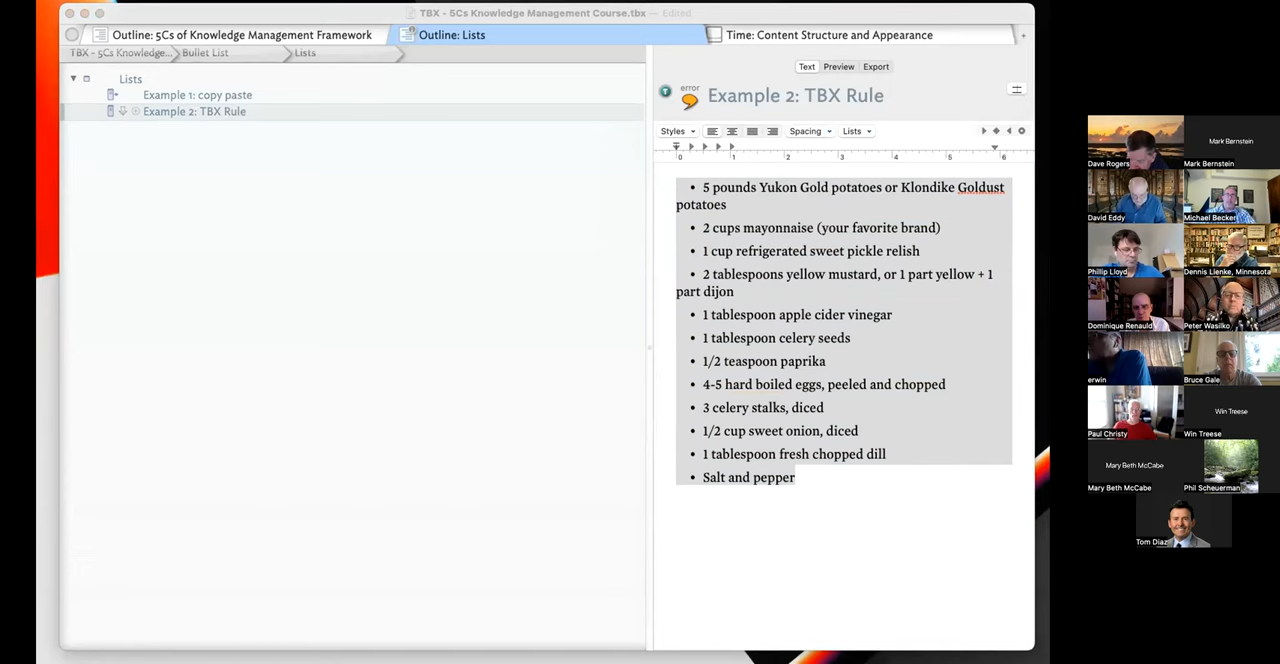 TBX - 5Cs Knowledge Management Course.tbx — Edited
Outline: 5Cs of Knowledge Management Framework
Outline: Lists
Time: Content Structure and Appearance
TBX - 5Cs Knowledge... Bullet List Lists
Lists
Example 1: copy paste
Example 2: TBX Rule
Text Preview Export
error
Example 2: TBX Rule
Styles Spacing Lists
0 1 2 3 4 5 6
• 5 pounds Yukon Gold potatoes or Klondike Goldust
potatoes
• 2 cups mayonnaise (your favorite brand)
• 1 cup refrigerated sweet pickle relish
• 2 tablespoons yellow mustard, or 1 part yellow + 1
part dijon
• 1 tablespoon apple cider vinegar
• 1 tablespoon celery seeds
• 1/2 teaspoon paprika
• 4-5 hard boiled eggs, peeled and chopped
• 3 celery stalks, diced
• 1/2 cup sweet onion, diced
• 1 tablespoon fresh chopped dill
• Salt and pepper
Mark Bernstein
Dave Rogers Mark Bernstein
David Eddy Michael Becker
Phillip Lloyd Dennis Lienke, Minnesota
Dominique Renauld Peter Wasilko
erwin Bruce Gale
Win Treese
Paul Christy Win Treese
Mary Beth McCabe
Mary Beth McCabe Phil Scheuerman
Tom Diaz